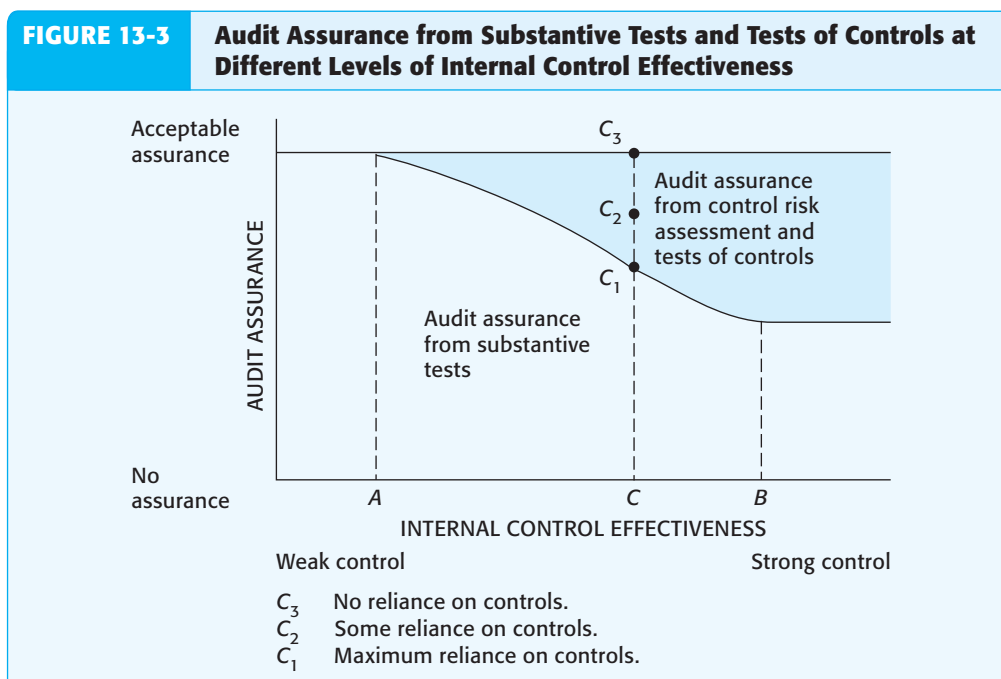 FIGURE 13-3
Audit Assurance from Substantive Tests and Tests of Controls at
Different Levels of Internal Control Effectiveness
Acceptable
assurance
C3
Audit assurance
from control risk
assessment and
tests of controls
C2
C1
AUDIT ASSURANCE
Audit assurance
from substantive
tests
No
assurance
A
C
B
INTERNAL CONTROL EFFECTIVENESS
Weak control
Strong control
C3 No reliance on controls.
C2 Some reliance on controls.
C1 Maximum reliance on controls.